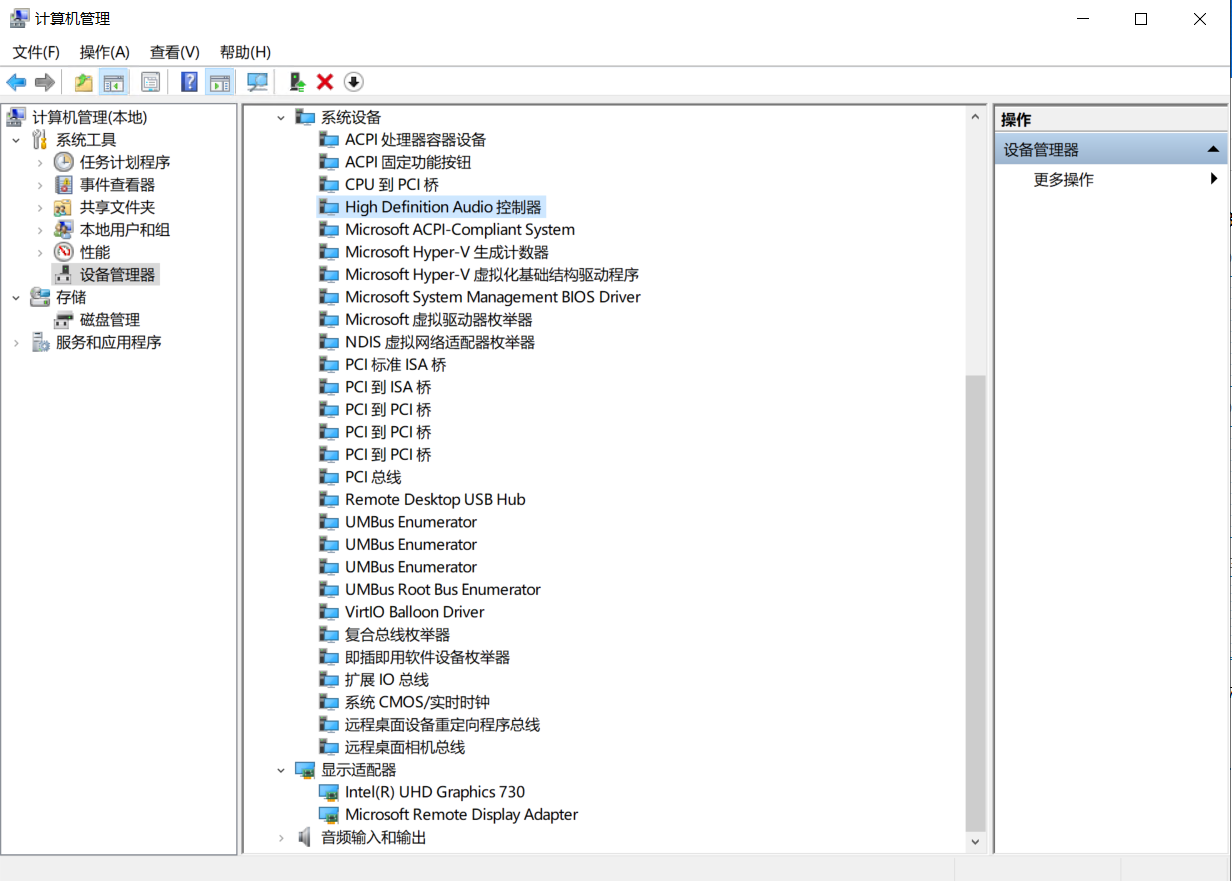 计算机管理
文件(F) 操作(A) 查看(V) 帮助(H)
计算机管理(本地)
系统工具
任务计划程序
事件查看器
共享文件夹
本地用户和组
性能
设备管理器
存储
磁盘管理
服务和应用程序
系统设备
ACPI 处理器容器设备
ACPI 固定功能按钮
CPU 到 PCI 桥
High Definition Audio 控制器
Microsoft ACPI-Compliant System
Microsoft Hyper-V 生成计数器
Microsoft Hyper-V 虚拟化基础结构驱动程序
Microsoft System Management BIOS Driver
Microsoft 虚拟驱动器枚举器
NDIS 虚拟网络适配器枚举器
PCI 标准 ISA 桥
PCI 到 ISA 桥
PCI 到 PCI 桥
PCI 到 PCI 桥
PCI 到 PCI 桥
PCI 总线
Remote Desktop USB Hub
UMBus Enumerator
UMBus Enumerator
UMBus Enumerator
UMBus Root Bus Enumerator
VirtIO Balloon Driver
复合总线枚举器
即插即用软件设备枚举器
扩展 IO 总线
系统 CMOS/实时时钟
远程桌面设备重定向程序总线
远程桌面相机总线
显示适配器
Intel(R) UHD Graphics 730
Microsoft Remote Display Adapter
音频输入和输出
操作
设备管理器
更多操作